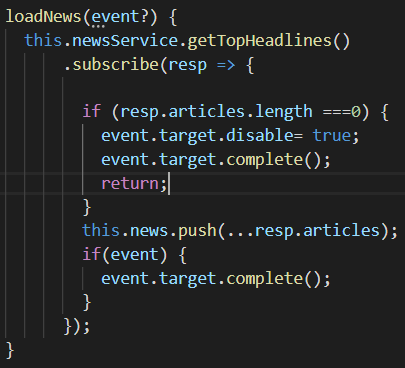 loadNews(event?) {
this.newsService.getTopHeadlines()
.subscribe(resp => {
if (resp.articles.length ===0) {
event.target.disable= true;
event.target.complete();
return;
}
this.news.push(...resp.articles);
if(event) {
event.target.complete();
}
});
}